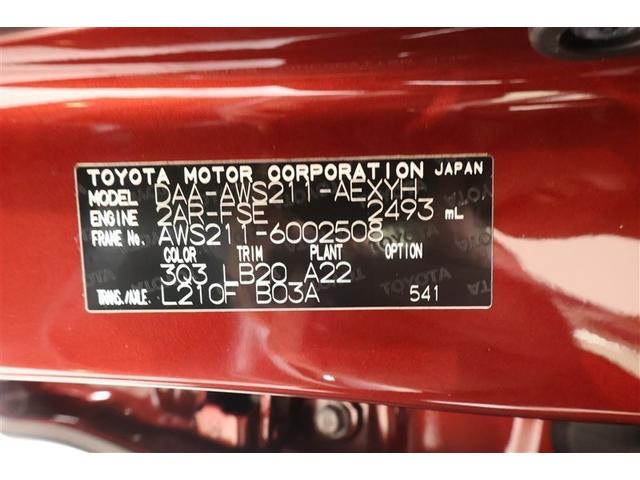 TOYOTA MOTOR CORPORATION JAPAN
MODEL DAA-AWS211-AEXYH
ENGINE 2AR-FSE 2493 mL
FRAME No. AWS211-6002508
COLOR TRIM PLANT OPTION
3Q3 LB20 A22
TRANS./AXLE L210F B03A 541